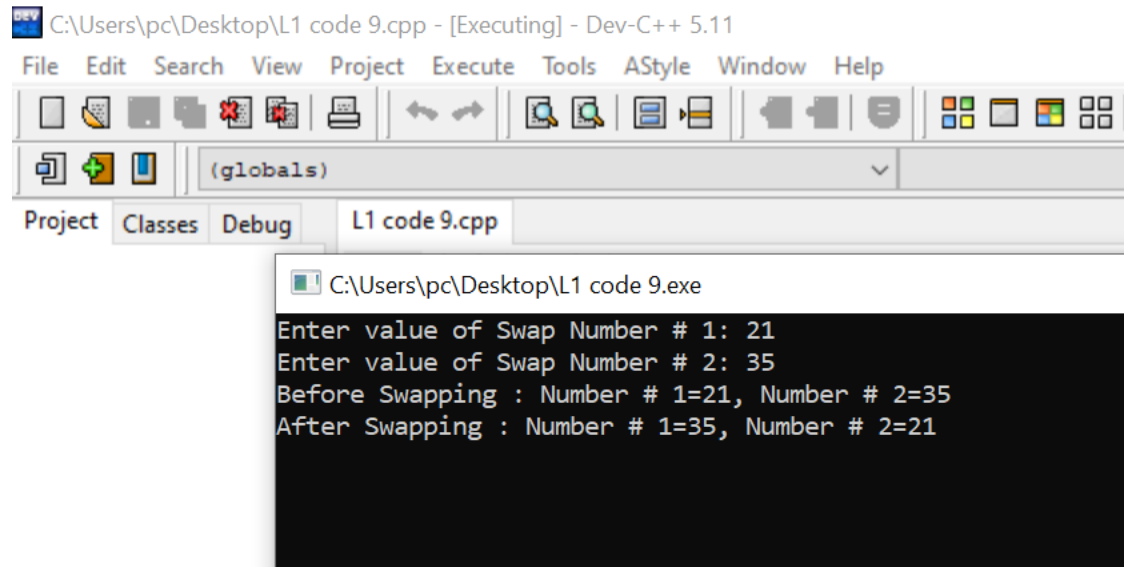 DEV C:\Users\pc\Desktop\L1 code 9.cpp - [Executing] - Dev-C++ 5.11
File Edit Search View Project Execute Tools AStyle Window Help
(globals)
Project Classes Debug L1 code 9.cpp
C:\Users\pc\Desktop\L1 code 9.exe
Enter value of Swap Number # 1: 21
Enter value of Swap Number # 2: 35
Before Swapping : Number # 1=21, Number # 2=35
After Swapping : Number # 1=35, Number # 2=21